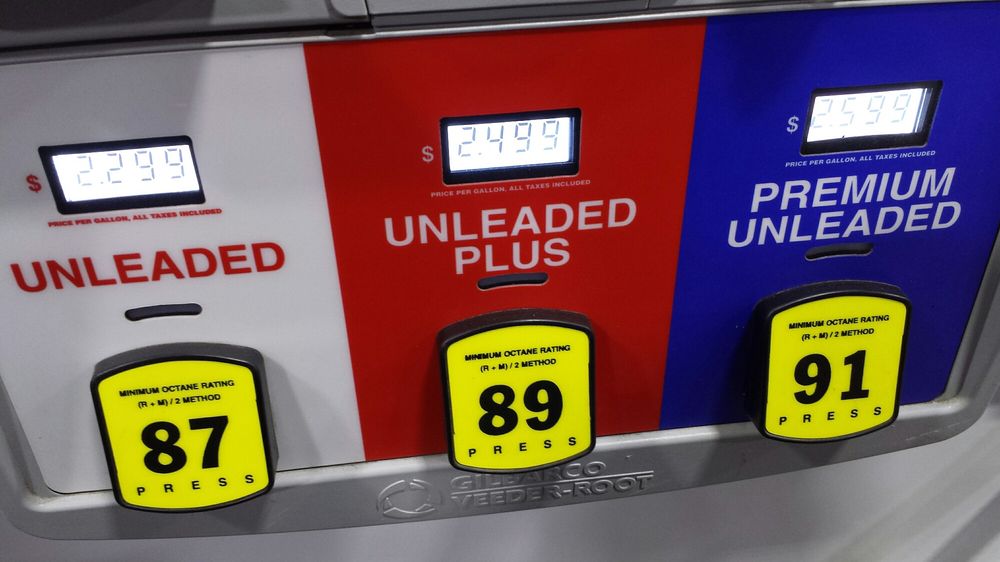 $ 2.299
PRICE PER GALLON, ALL TAXES INCLUDED
UNLEADED
MINIMUM OCTANE RATING
(R + M) / 2 METHOD
87
PRESS
$ 2.499
PRICE PER GALLON, ALL TAXES INCLUDED
UNLEADED
PLUS
MINIMUM OCTANE RATING
(R + M) / 2 METHOD
89
PRESS
$ 2.599
PRICE PER GALLON, ALL TAXES INCLUDED
PREMIUM
UNLEADED
MINIMUM OCTANE RATING
(R + M) / 2 METHOD
91
PRESS
GILBARCO
VEEDER-ROOT